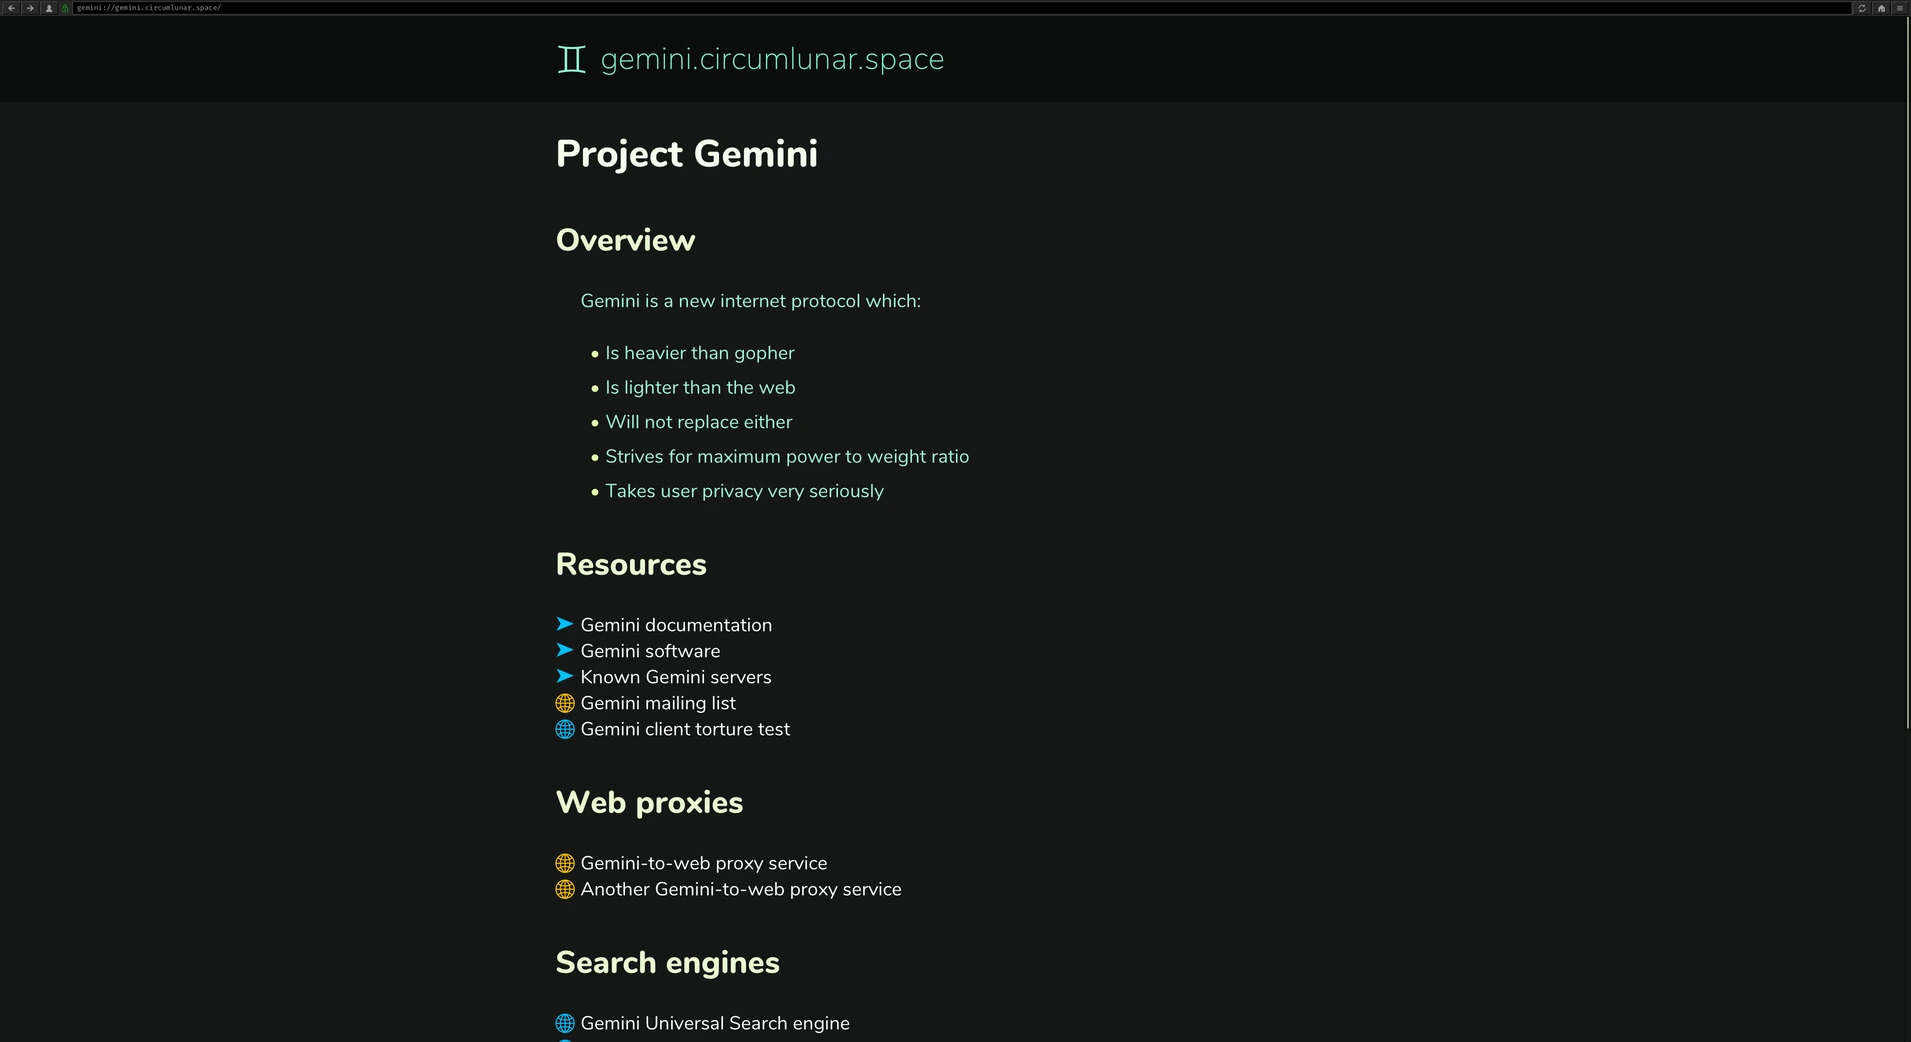 gemini://gemini.circumlunar.space/
♊ gemini.circumlunar.space
Project Gemini
Overview
Gemini is a new internet protocol which:
• Is heavier than gopher
• Is lighter than the web
• Will not replace either
• Strives for maximum power to weight ratio
• Takes user privacy very seriously
Resources
Gemini documentation
Gemini software
Known Gemini servers
Gemini mailing list
Gemini client torture test
Web proxies
Gemini-to-web proxy service
Another Gemini-to-web proxy service
Search engines
Gemini Universal Search engine